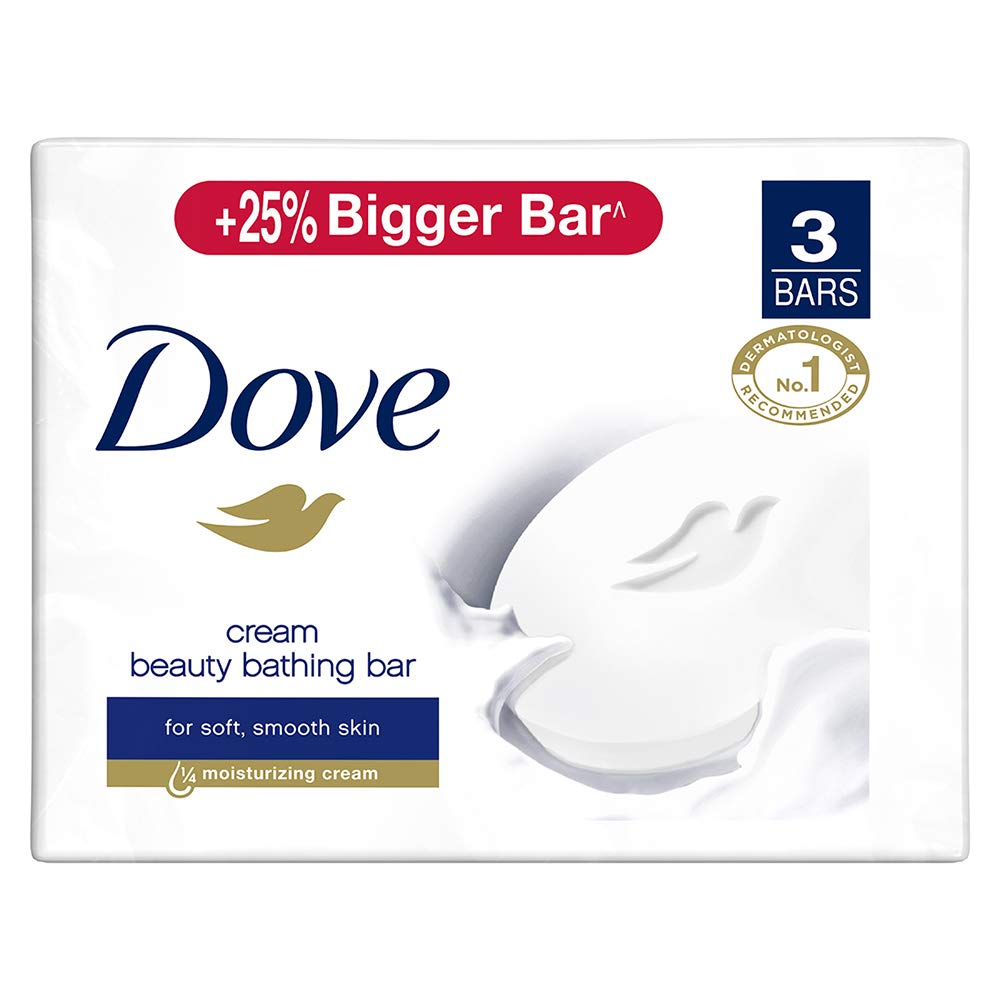 +25% Bigger Bar^
3
BARS
DERMATOLOGIST
No.1
RECOMMENDED
Dove
cream
beauty bathing bar
for soft, smooth skin
¼ moisturizing cream